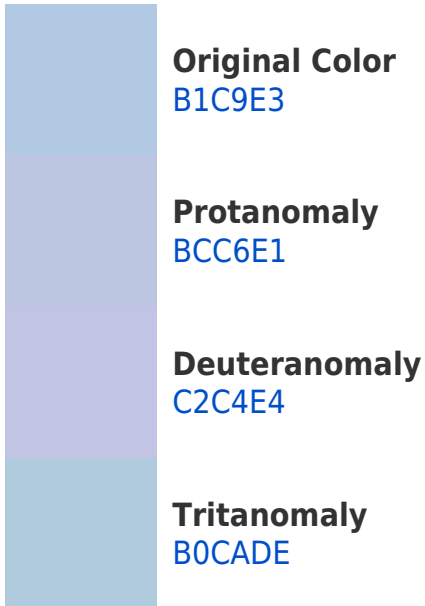 Original Color
B1C9E3
Protanomaly
BCC6E1
Deuteranomaly
C2C4E4
Tritanomaly
B0CADE